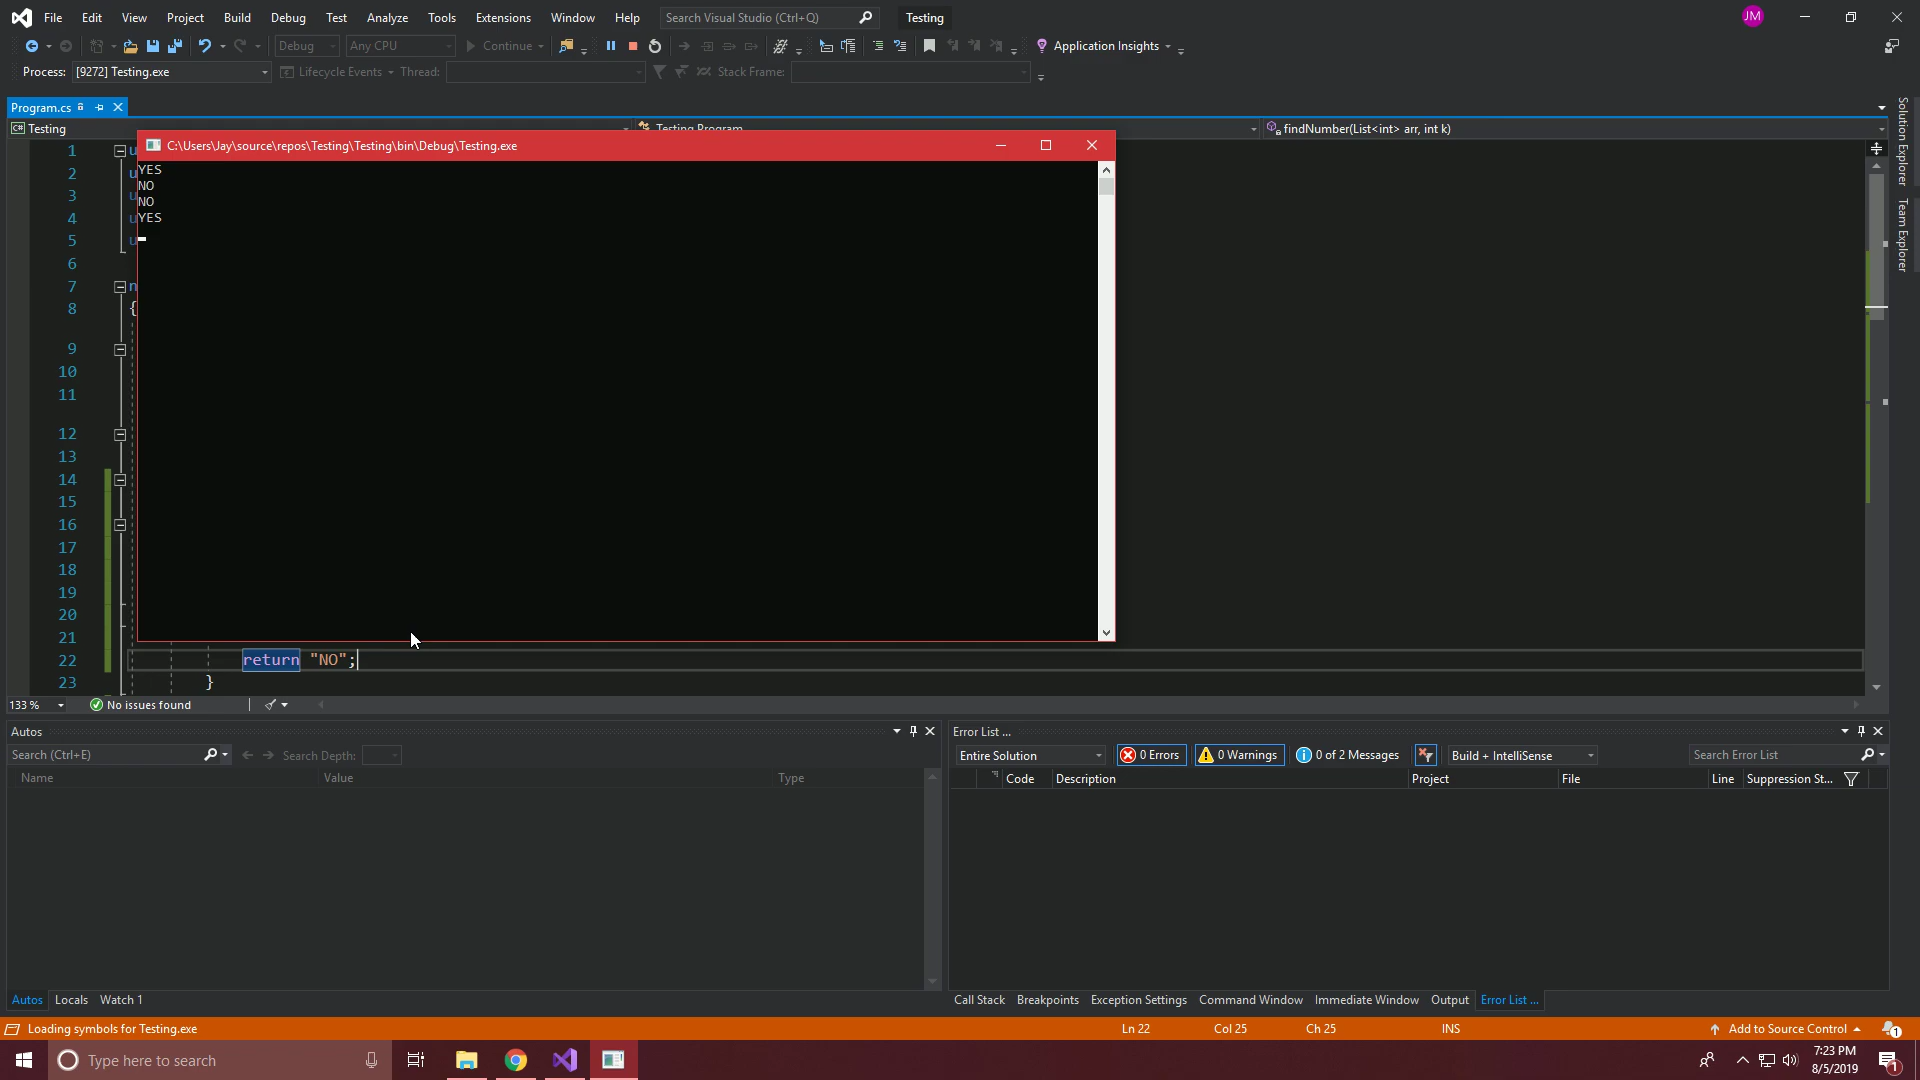 File Edit View Project Build Debug Test Analyze Tools Extensions Window Help Search Visual Studio (Ctrl+Q) Testing JM
Debug Any CPU Continue Application Insights
Process: [9272] Testing.exe Lifecycle Events Thread: Stack Frame:
Program.cs
C# Testing Testing.Program findNumber(List<int> arr, int k)
C:\Users\Jay\source\repos\Testing\Testing\bin\Debug\Testing.exe
YES
NO
NO
YES
1 u
2 u
3 u
4 u
5 u
6
7 n
8 {
9
10
11
12
13
14
15
16
17
18
19
20
21
22 return "NO";
23 }
Solution Explorer
Team Explorer
133 % No issues found
Autos
Search (Ctrl+E) Search Depth:
Name Value Type
Autos Locals Watch 1
Error List ...
Entire Solution 0 Errors 0 Warnings 0 of 2 Messages Build + IntelliSense Search Error List
Code Description Project File Line Suppression St...
Call Stack Breakpoints Exception Settings Command Window Immediate Window Output Error List ...
Loading symbols for Testing.exe Ln 22 Col 25 Ch 25 INS Add to Source Control 1
Type here to search 7:23 PM
8/5/2019 1